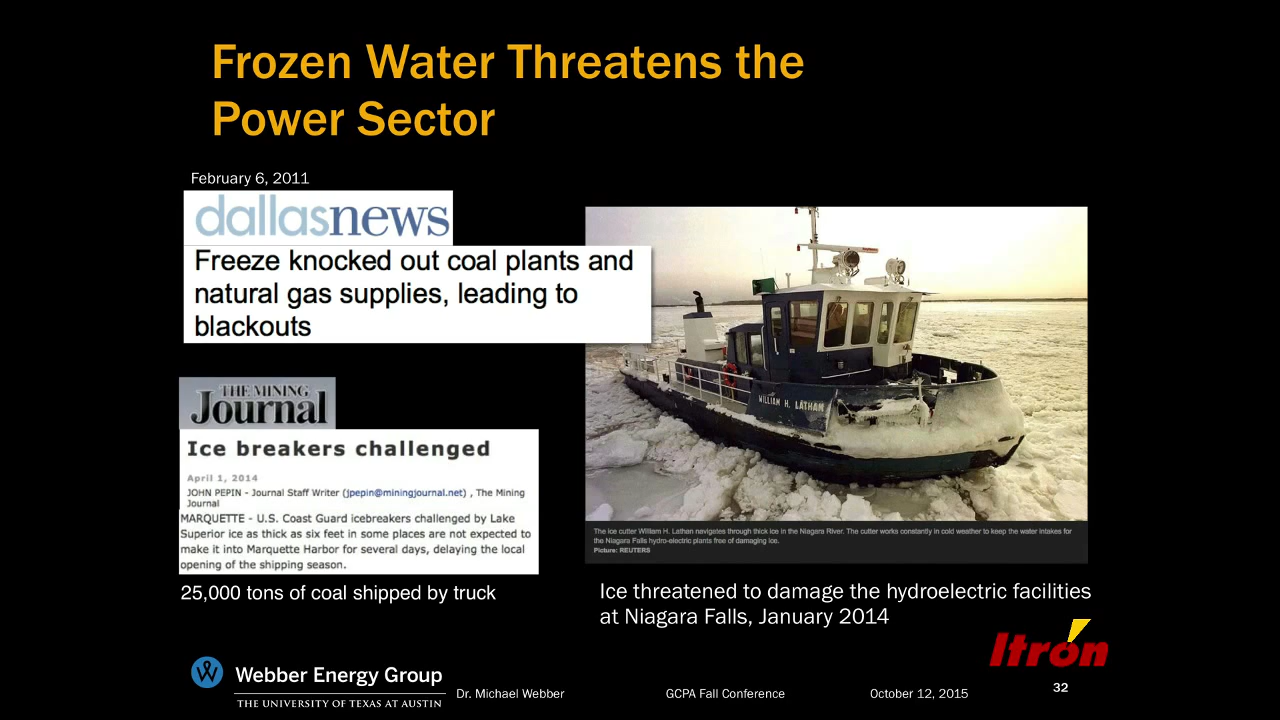 Frozen Water Threatens the
Power Sector
February 6, 2011
dallasnews
Freeze knocked out coal plants and
natural gas supplies, leading to
blackouts
THE MINING
Journal
Ice breakers challenged
April 1, 2014
JOHN PEPIN - Journal Staff Writer (jpepin@miningjournal.net) , The Mining
Journal
MARQUETTE - U.S. Coast Guard icebreakers challenged by Lake
Superior ice as thick as six feet in some places are not expected to
make it into Marquette Harbor for several days, delaying the local
opening of the shipping season.
25,000 tons of coal shipped by truck
WILLIAM H. LATHAM
The ice cutter William H. Lathan navigates through thick ice in the Niagara River. The cutter works constantly in cold weather to keep the water intakes for
the Niagara Falls hydro-electric plants free of damaging ice.
Picture: REUTERS
Ice threatened to damage the hydroelectric facilities
at Niagara Falls, January 2014
Itron
W Webber Energy Group
THE UNIVERSITY OF TEXAS AT AUSTIN
Dr. Michael Webber
GCPA Fall Conference
October 12, 2015
32